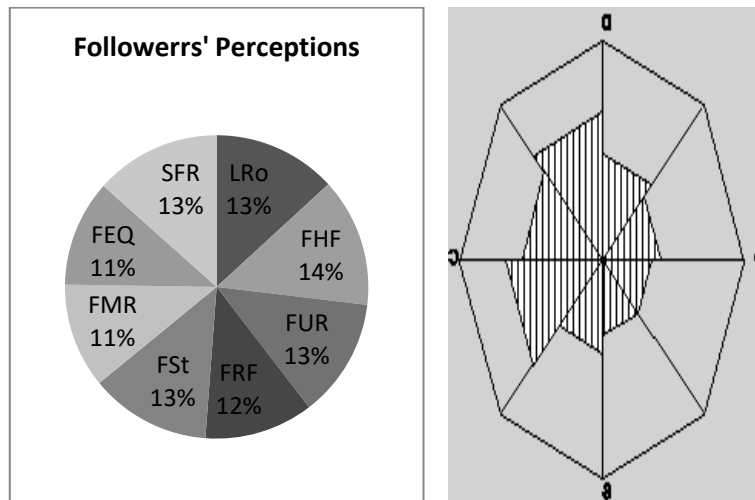 Followerrs' Perceptions
SFR
13%
LRo
13%
FEQ
11%
FHF
14%
FMR
11%
FUR
13%
FSt
13%
FRF
12%